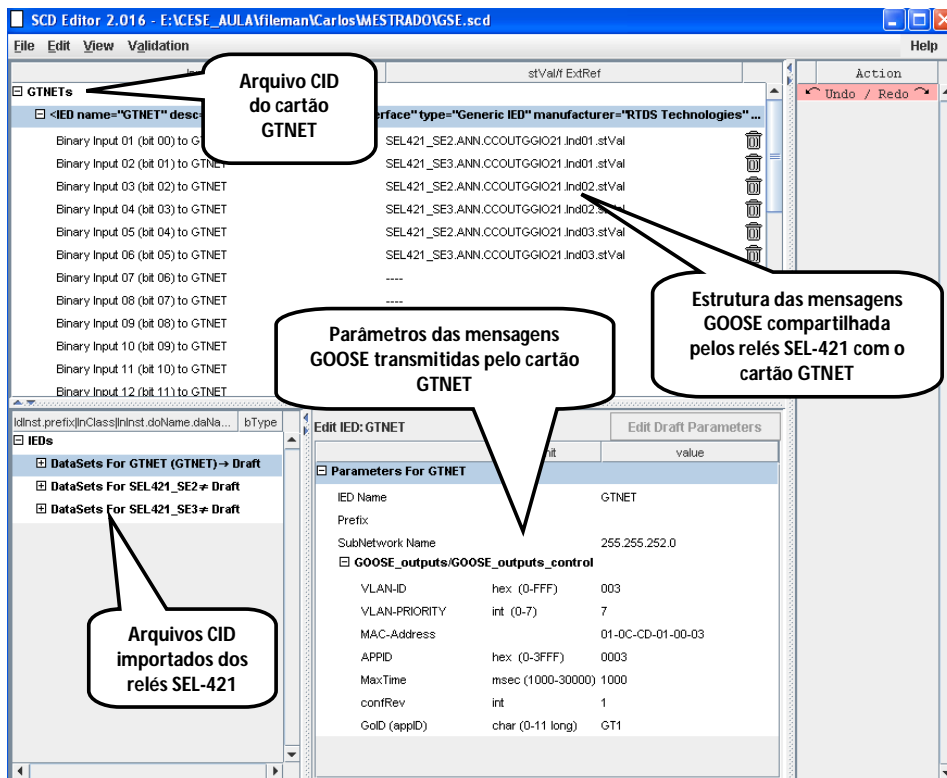 SCD Editor 2.016 - E:\CESE_AULA\fileman\Carlos\MESTRADO\GSE.scd
File Edit View Validation Help
stVal/f ExtRef
Action
Undo / Redo
GTNETs
<IED name="GTNET" desc= erface" type="Generic IED" manufacturer="RTDS Technologies" ...
Binary Input 01 (bit 00) to GTNET SEL421_SE2.ANN.CCOUTGGIO21.Ind01.stVal
Binary Input 02 (bit 01) to GTNET SEL421_SE3.ANN.CCOUTGGIO21.Ind01.stVal
Binary Input 03 (bit 02) to GTNET SEL421_SE2.ANN.CCOUTGGIO21.Ind02.stVal
Binary Input 04 (bit 03) to GTNET SEL421_SE3.ANN.CCOUTGGIO21.Ind02.stVal
Binary Input 05 (bit 04) to GTNET SEL421_SE2.ANN.CCOUTGGIO21.Ind03.stVal
Binary Input 06 (bit 05) to GTNET SEL421_SE3.ANN.CCOUTGGIO21.Ind03.stVal
Binary Input 07 (bit 06) to GTNET ----
Binary Input 08 (bit 07) to GTNET ----
Binary Input 09 (bit 08) to GTNET
Binary Input 10 (bit 09) to GTNET
Binary Input 11 (bit 10) to GTNET
Binary Input 12 (bit 11) to GTNET
Arquivo CID
do cartão
GTNET
Estrutura das mensagens
GOOSE compartilhada
pelos relés SEL-421 com o
cartão GTNET
Parâmetros das mensagens
GOOSE transmitidas pelo cartão
GTNET
ldInst.prefix|lnClass|lnInst.doName.daNa... bType
IEDs
DataSets For GTNET (GTNET)→ Draft
DataSets For SEL421_SE2≠ Draft
DataSets For SEL421_SE3≠ Draft
Arquivos CID
importados dos
relés SEL-421
Edit IED: GTNET Edit Draft Parameters
value
Parameters For GTNET
IED Name GTNET
Prefix
SubNetwork Name 255.255.252.0
GOOSE_outputs/GOOSE_outputs_control
VLAN-ID hex (0-FFF) 003
VLAN-PRIORITY int (0-7) 7
MAC-Address 01-0C-CD-01-00-03
APPID hex (0-3FFF) 0003
MaxTime msec (1000-30000) 1000
confRev int 1
GoID (appID) char (0-11 long) GT1